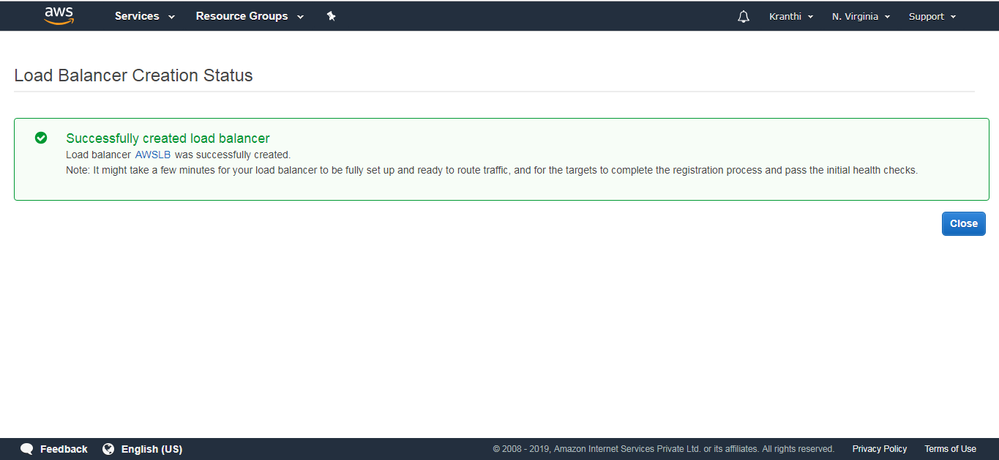 aws Services Resource Groups Kranthi N. Virginia Support
Load Balancer Creation Status
Successfully created load balancer
Load balancer AWSLB was successfully created.
Note: It might take a few minutes for your load balancer to be fully set up and ready to route traffic, and for the targets to complete the registration process and pass the initial health checks.
Close
Feedback English (US) © 2008 - 2019, Amazon Internet Services Private Ltd. or its affiliates. All rights reserved. Privacy Policy Terms of Use